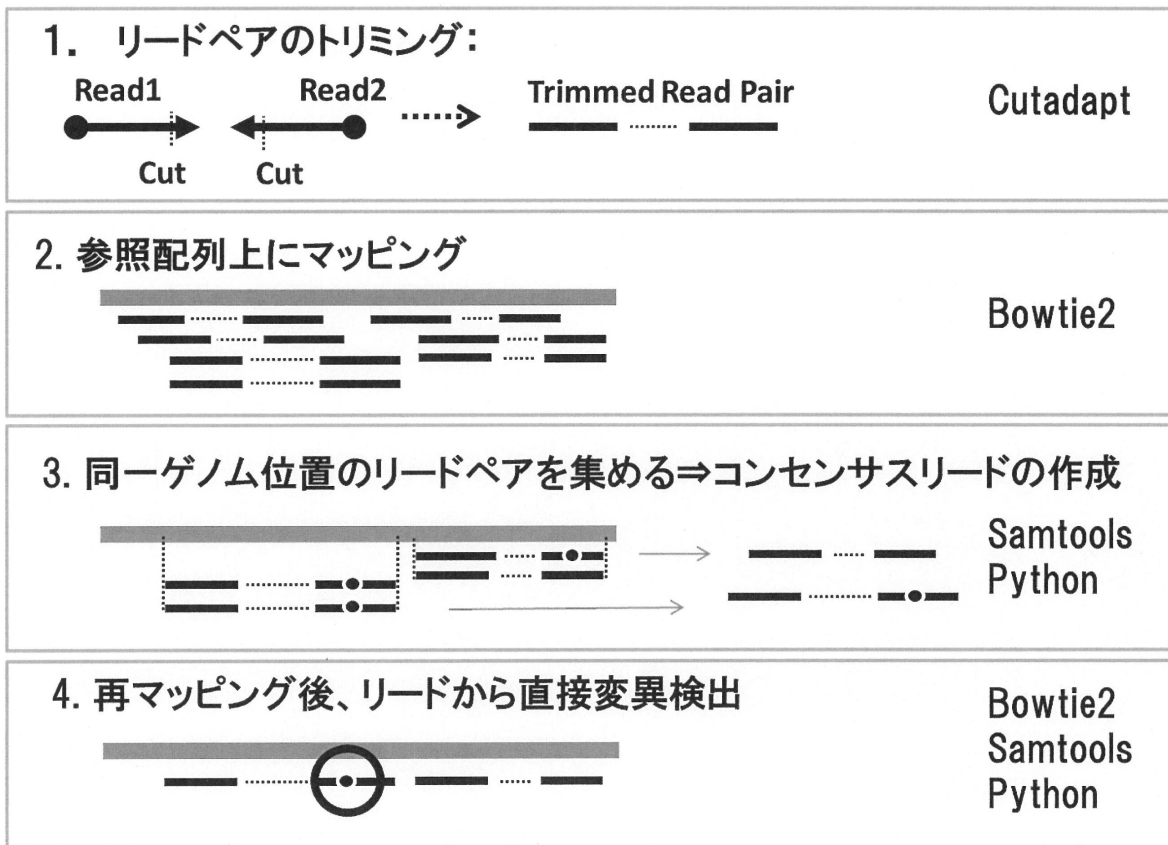 1. リードペアのトリミング:
Read1 Read2 Trimmed Read Pair
Cutadapt
Cut Cut
2. 参照配列上にマッピング
Bowtie2
3. 同一ゲノム位置のリードペアを集める⇒コンセンサスリードの作成
Samtools
Python
4. 再マッピング後、リードから直接変異検出
Bowtie2
Samtools
Python